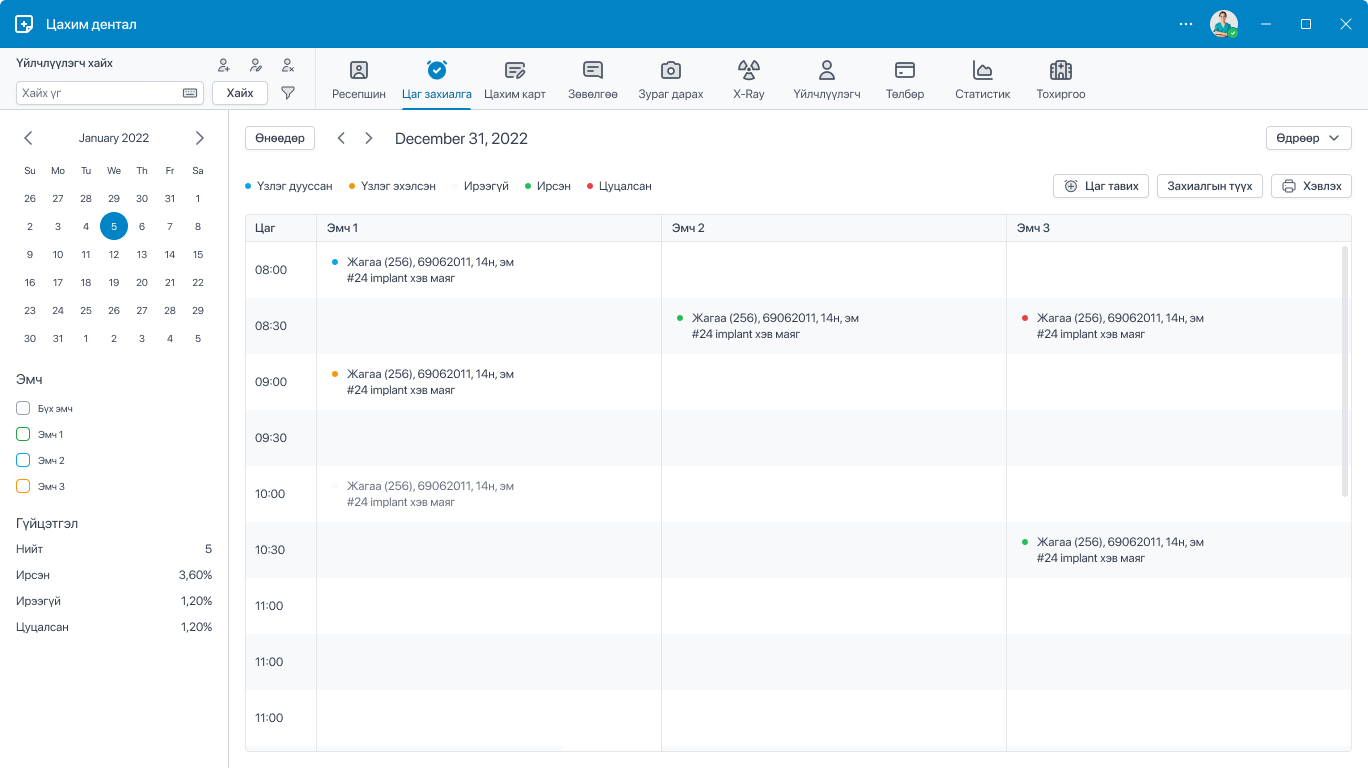 Цахим дентал
Үйлчлүүлэгч хайх
Хайх үг
Хайх
Ресепшин
Цаг захиалга
Цахим карт
Зөвөлгөө
Зураг дарах
X-Ray
Үйлчлүүлэгч
Төлбөр
Статистик
Тохиргоо
January 2022
Su Mo Tu We Th Fr Sa
26 27 28 29 30 31 1
2 3 4 5 6 7 8
9 10 11 12 13 14 15
16 17 18 19 20 21 22
23 24 25 26 27 28 29
30 31 1 2 3 4 5
Эмч
Бүх эмч
Эмч 1
Эмч 2
Эмч 3
Гүйцэтгэл
Нийт 5
Ирсэн 3,60%
Ирээгүй 1,20%
Цуцалсан 1,20%
Өнөөдөр
December 31, 2022
Өдрөөр
Үзлэг дууссан
Үзлэг эхэлсэн
Ирээгүй
Ирсэн
Цуцалсан
Цаг тавих
Захиалгын түүх
Хэвлэх
Цаг Эмч 1 Эмч 2 Эмч 3
08:00
Жагаа (256), 69062011, 14н, эм
#24 implant хэв маяг
08:30
Жагаа (256), 69062011, 14н, эм
#24 implant хэв маяг
Жагаа (256), 69062011, 14н, эм
#24 implant хэв маяг
09:00
Жагаа (256), 69062011, 14н, эм
#24 implant хэв маяг
09:30
10:00
Жагаа (256), 69062011, 14н, эм
#24 implant хэв маяг
10:30
Жагаа (256), 69062011, 14н, эм
#24 implant хэв маяг
11:00
11:00
11:00